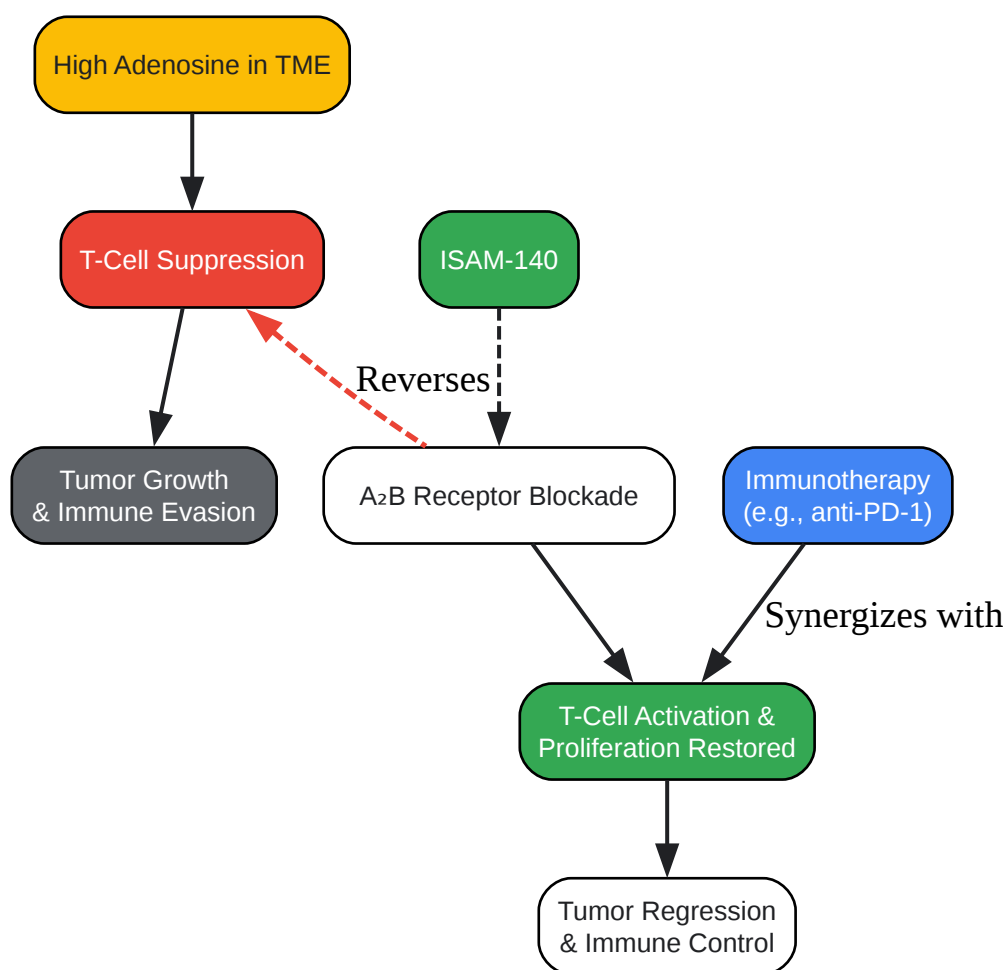 High Adenosine in TME
T-Cell Suppression
ISAM-140
Reverses
Tumor Growth
& Immune Evasion
A₂B Receptor Blockade
Immunotherapy
(e.g., anti-PD-1)
Synergizes with
T-Cell Activation &
Proliferation Restored
Tumor Regression
& Immune Control